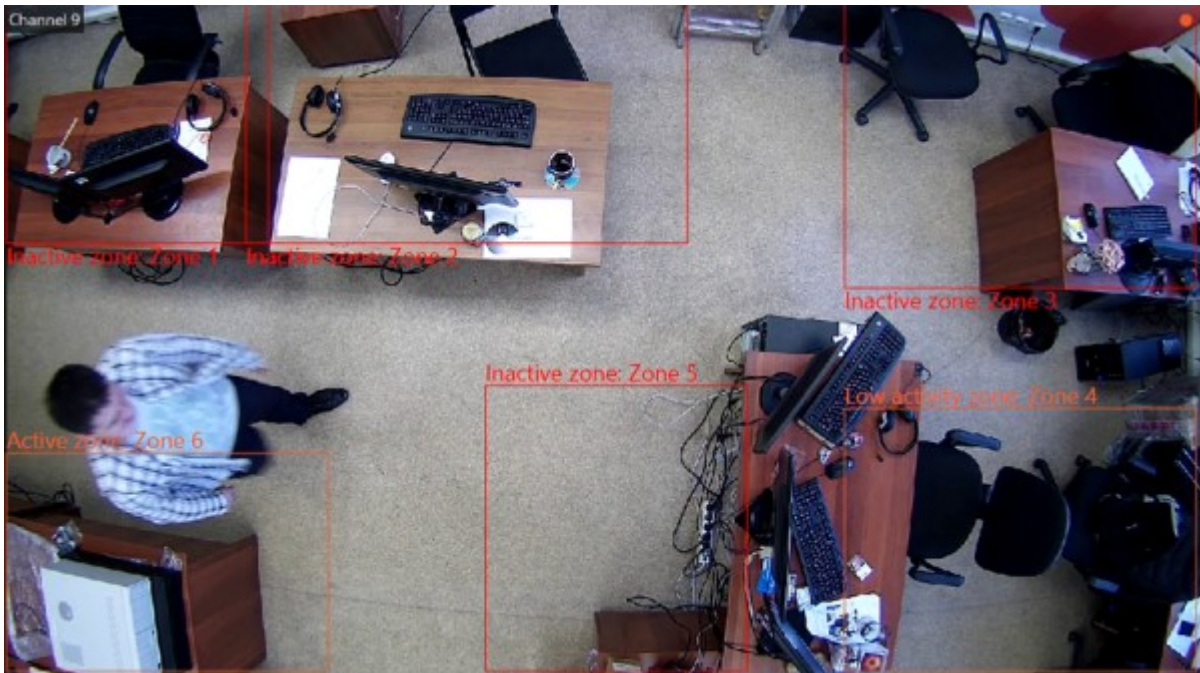 Channel 9
Inactive zone: Zone 1
Inactive zone: Zone 2
Inactive zone: Zone 3
Inactive zone: Zone 5
Low activity zone: Zone 4
Active zone: Zone 6